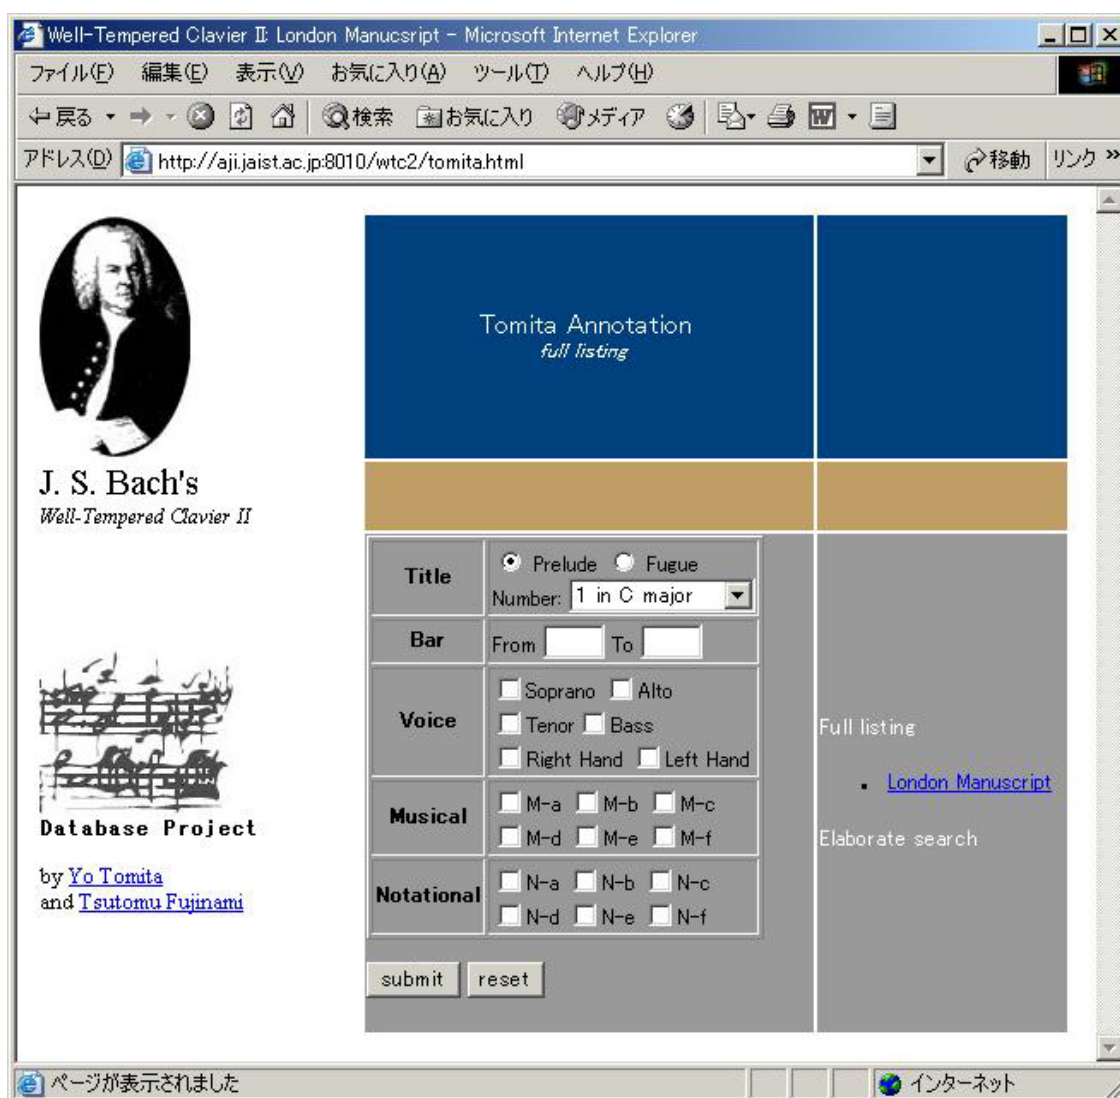 Well-Tempered Clavier II: London Manucsript - Microsoft Internet Explorer
ファイル(F) 編集(E) 表示(V) お気に入り(A) ツール(T) ヘルプ(H)
戻る 検索 お気に入り メディア
アドレス(D) http://aji.jaist.ac.jp:8010/wtc2/tomita.html 移動 リンク »
J. S. Bach's
Well-Tempered Clavier II
Database Project
by Yo Tomita
and Tsutomu Fujinami
Tomita Annotation
full listing
Title
Prelude Fugue
Number: 1 in C major
Bar
From To
Voice
Soprano Alto
Tenor Bass
Right Hand Left Hand
Musical
M-a M-b M-c
M-d M-e M-f
Notational
N-a N-b N-c
N-d N-e N-f
submit reset
Full listing
London Manuscript
Elaborate search
ページが表示されました インターネット